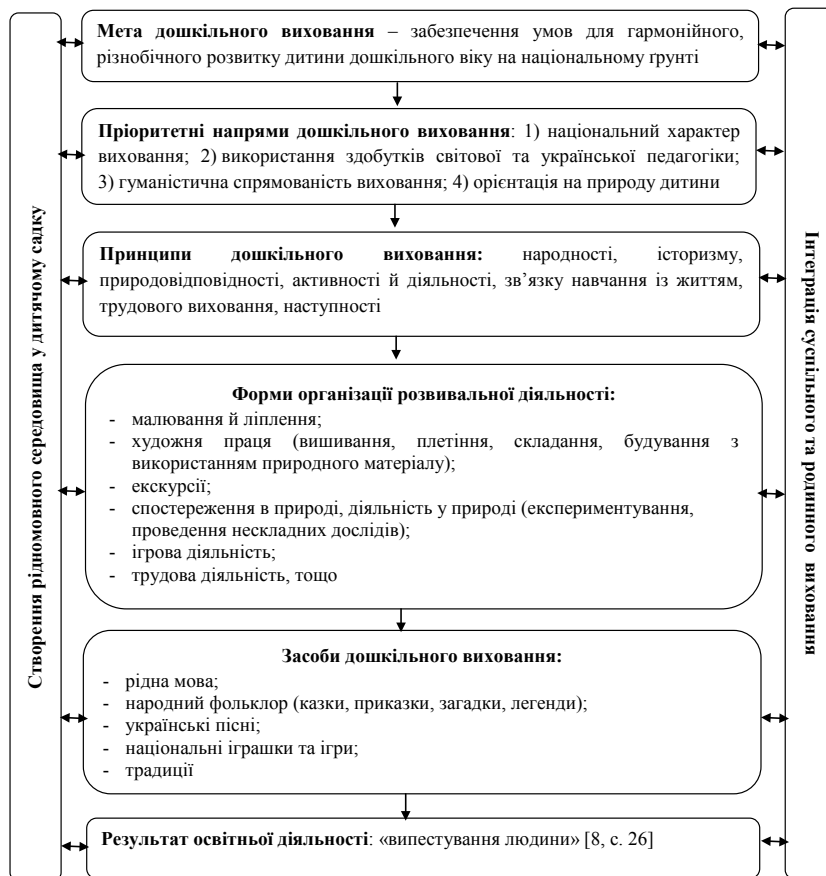 Створення рідномовного середовища у дитячому садку
Мета дошкільного виховання – забезпечення умов для гармонійного,
різнобічного розвитку дитини дошкільного віку на національному ґрунті
Пріоритетні напрями дошкільного виховання: 1) національний характер
виховання; 2) використання здобутків світової та української педагогіки;
3) гуманістична спрямованість виховання; 4) орієнтація на природу дитини
Принципи дошкільного виховання: народності, історизму,
природовідповідності, активності й діяльності, зв’язку навчання із життям,
трудового виховання, наступності
Форми організації розвивальної діяльності:
- малювання й ліплення;
- художня праця (вишивання, плетіння, складання, будування з
використанням природного матеріалу);
- екскурсії;
- спостереження в природі, діяльність у природі (експериментування,
проведення нескладних дослідів);
- ігрова діяльність;
- трудова діяльність, тощо
Засоби дошкільного виховання:
- рідна мова;
- народний фольклор (казки, приказки, загадки, легенди);
- українські пісні;
- національні іграшки та ігри;
- традиції
Результат освітньої діяльності: «випестування людини» [8, с. 26]
Інтеграція суспільного та родинного виховання